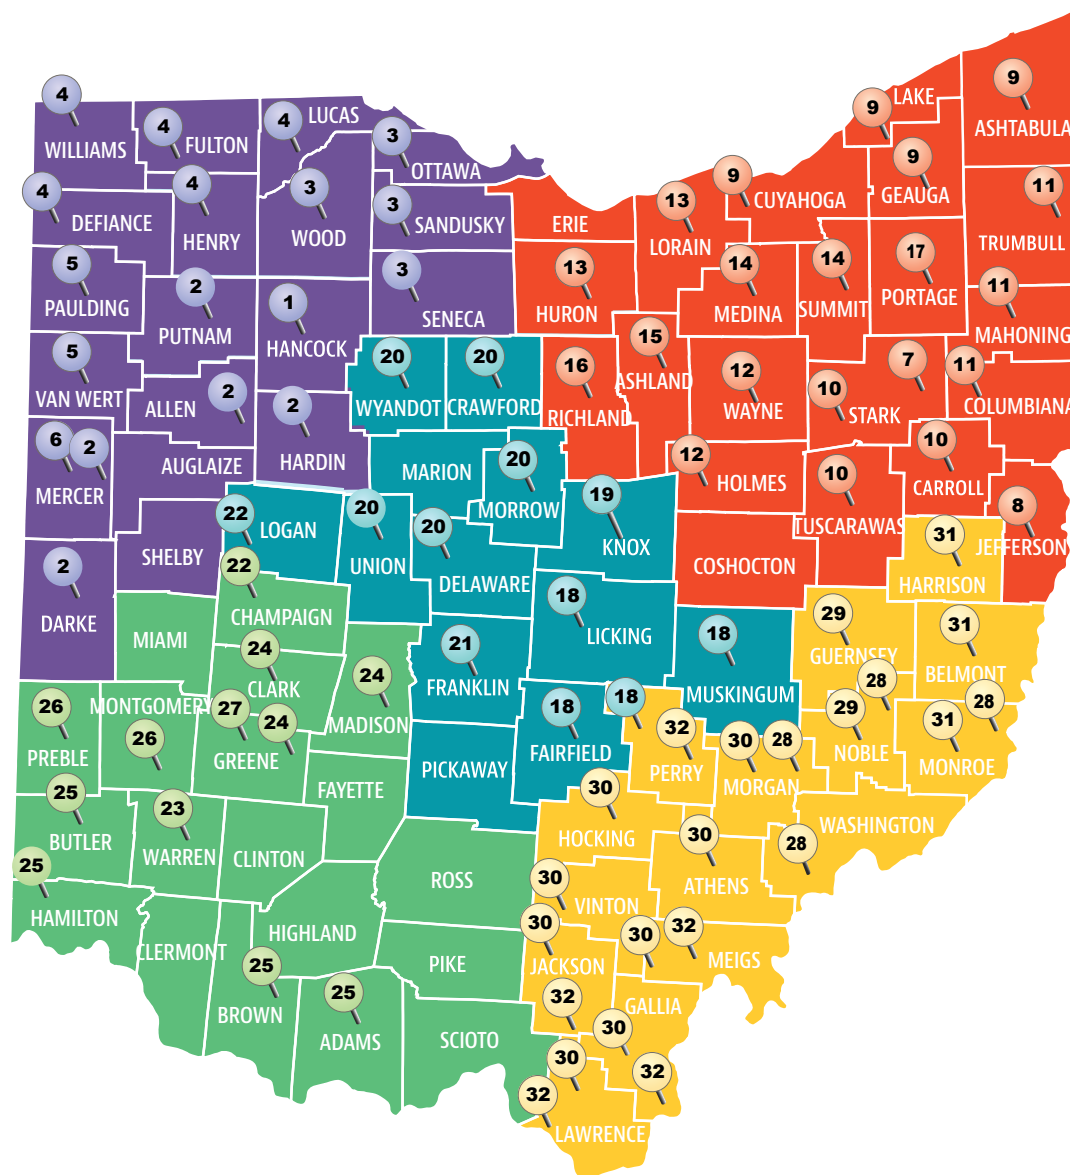 9
LAKE
9
ASHTABULA
4
WILLIAMS
4
FULTON
4
LUCAS
3
OTTAWA
9
9
GEAUGA
4
DEFIANCE
4
HENRY
3
WOOD
3
SANDUSKY
ERIE
13
LORAIN
9
CUYAHOGA
11
TRUMBULL
5
PAULDING
2
PUTNAM
1
HANCOCK
3
SENECA
13
HURON
14
MEDINA
14
SUMMIT
17
PORTAGE
11
MAHONING
5
VAN WERT
ALLEN
2
2
HARDIN
20
WYANDOT
20
CRAWFORD
16
RICHLAND
15
ASHLAND
12
WAYNE
10
STARK
7
11
COLUMBIANA
6
2
MERCER
AUGLAIZE
MARION
20
MORROW
12
HOLMES
10
TUSCARAWAS
10
CARROLL
8
JEFFERSON
SHELBY
22
LOGAN
20
UNION
20
DELAWARE
19
KNOX
COSHOCTON
31
HARRISON
2
DARKE
MIAMI
22
CHAMPAIGN
18
LICKING
18
MUSKINGUM
29
GUERNSEY
28
31
BELMONT
24
CLARK
24
MADISON
21
FRANKLIN
26
PREBLE
MONTGOMERY
26
27
24
GREENE
PICKAWAY
18
FAIRFIELD
18
32
PERRY
30
28
MORGAN
29
NOBLE
31
28
MONROE
25
BUTLER
23
WARREN
CLINTON
FAYETTE
30
HOCKING
30
ATHENS
28
WASHINGTON
25
HAMILTON
CLERMONT
HIGHLAND
ROSS
30
VINTON
25
BROWN
25
ADAMS
PIKE
30
JACKSON
32
30
32
MEIGS
SCIOTO
GALLIA
30
30
32
32
LAWRENCE